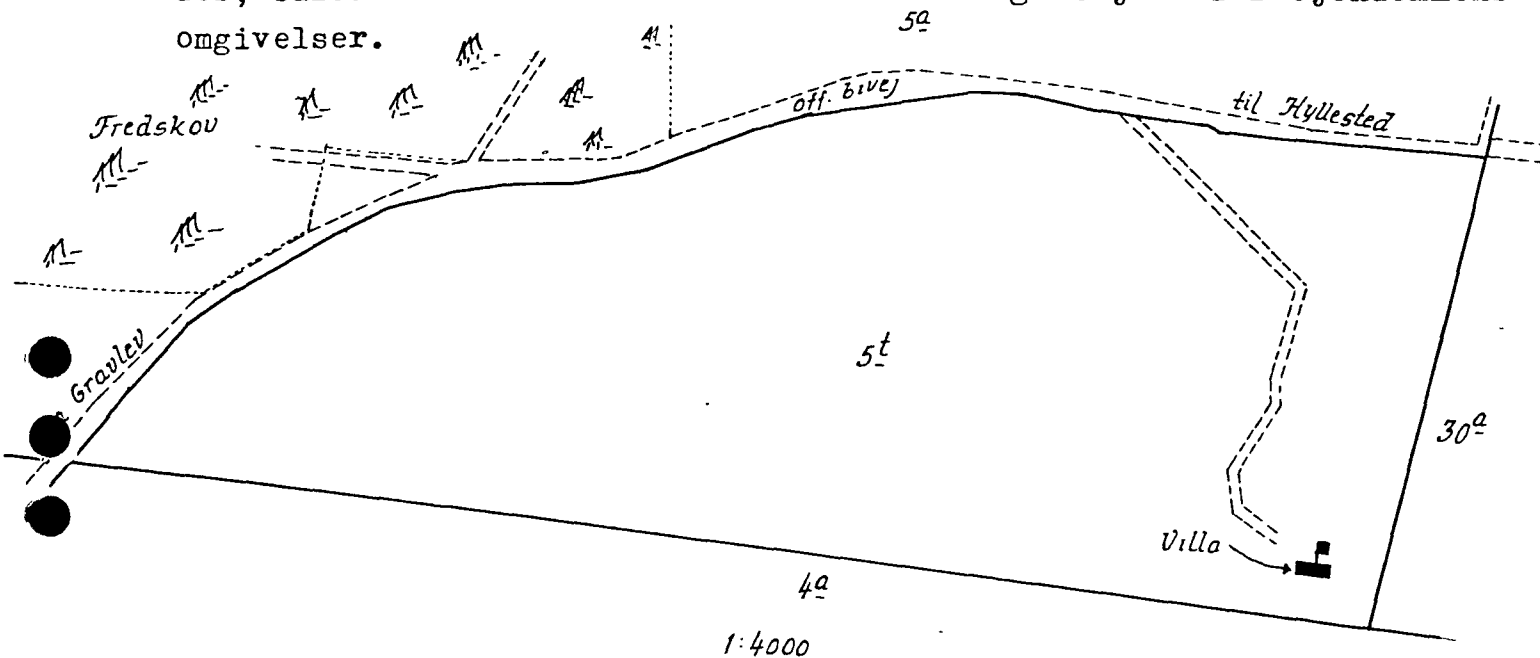 omgivelser.
5a
off. bivej
til Hyllested
Fredskov
Gravlev
5t
30a
Villa
4a
1:4000